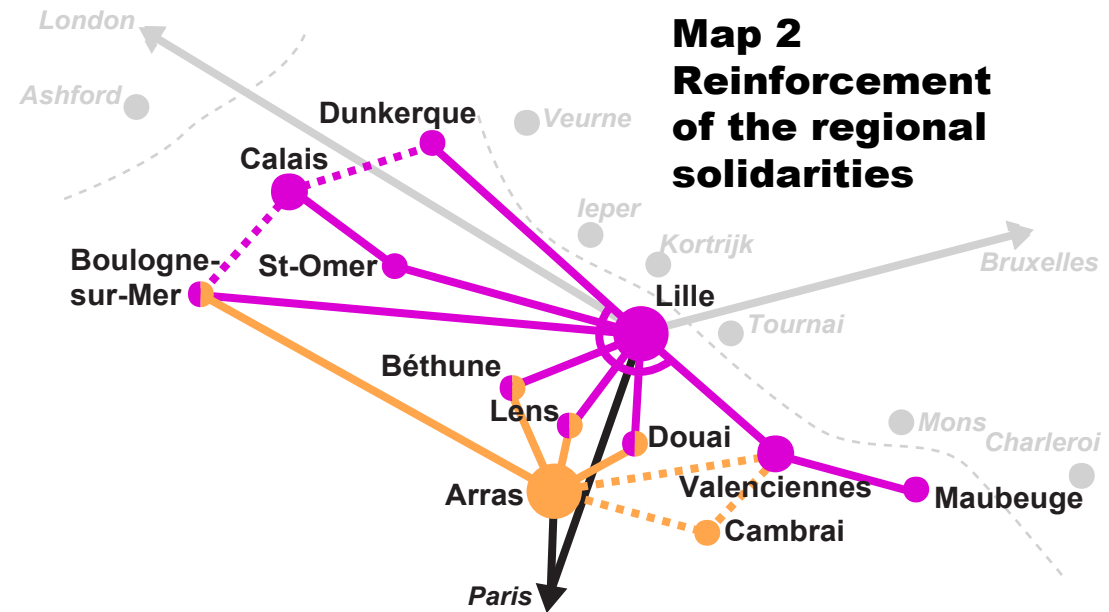 London
Map 2
Reinforcement
of the regional
solidarities
Ashford
Dunkerque
Veurne
Calais
Ieper
Kortrijk
Bruxelles
Boulogne-
sur-Mer
St-Omer
Lille
Tournai
Béthune
Lens
Douai
Mons
Charleroi
Arras
Valenciennes
Maubeuge
Cambrai
Paris